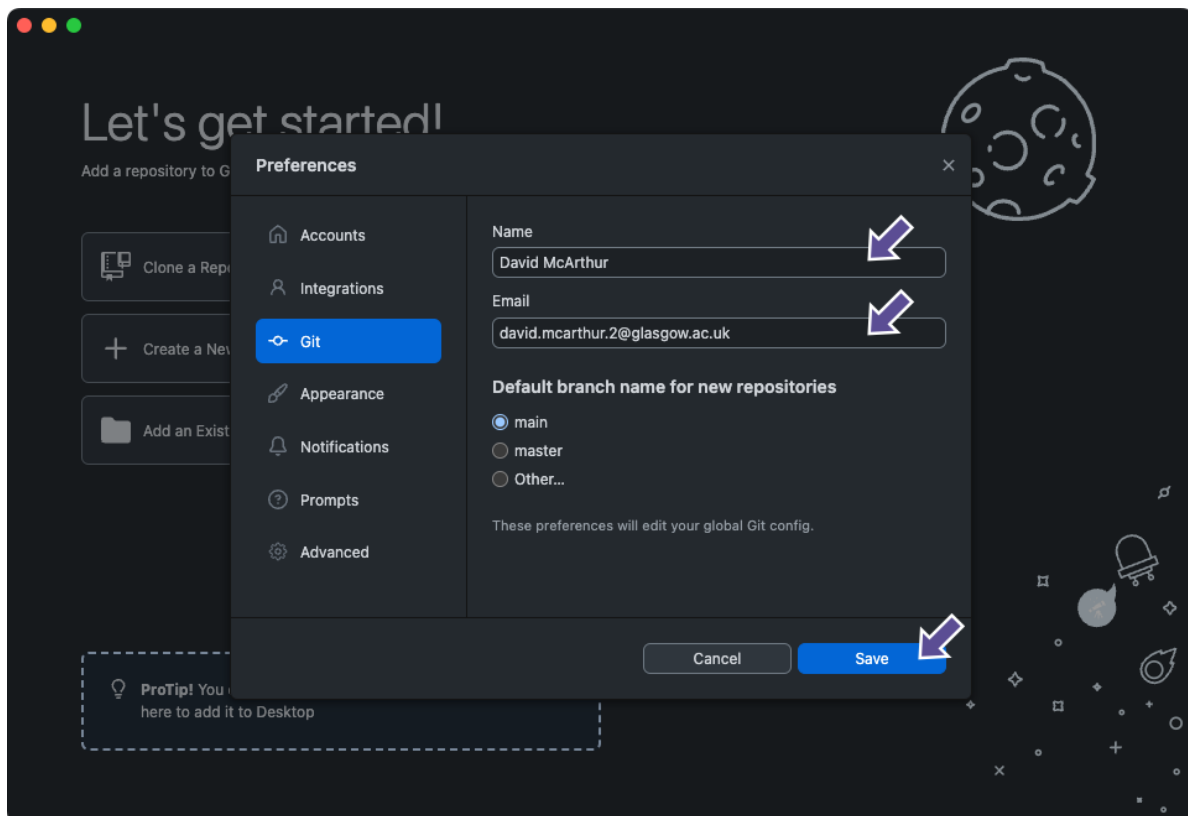 Let's get started!
Add a repository to G
Clone a Rep
Create a Ne
Add an Exist
ProTip! You
here to add it to Desktop
Preferences
Accounts
Integrations
Git
Appearance
Notifications
Prompts
Advanced
Name
David McArthur
Email
david.mcarthur.2@glasgow.ac.uk
Default branch name for new repositories
main
master
Other...
These preferences will edit your global Git config.
Cancel
Save